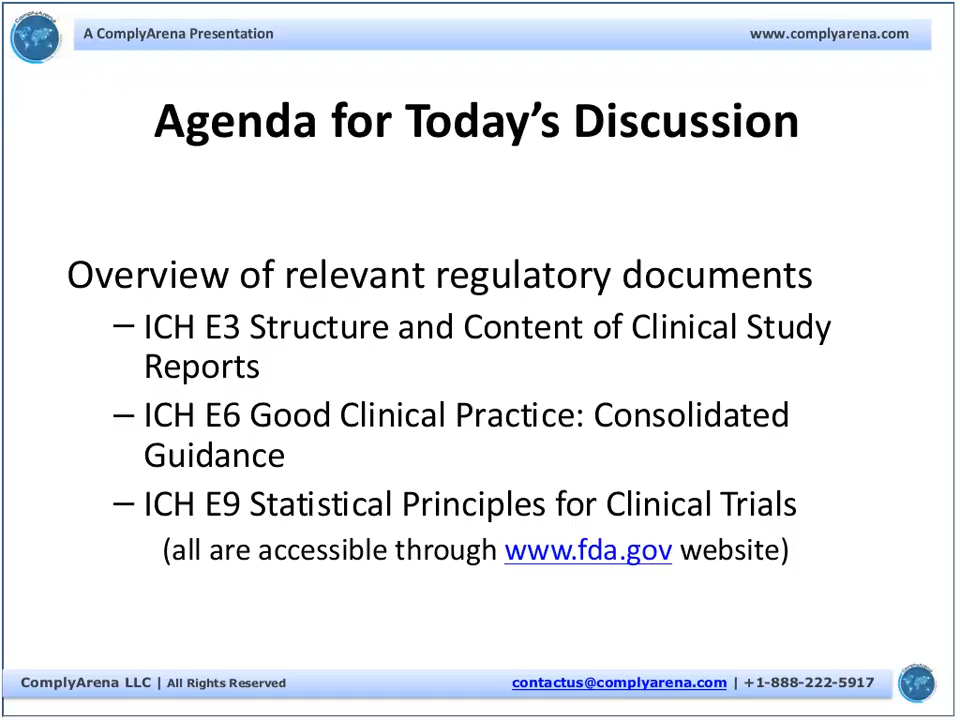 A ComplyArena Presentation
www.complyarena.com
Agenda for Today’s Discussion
Overview of relevant regulatory documents
– ICH E3 Structure and Content of Clinical Study
Reports
– ICH E6 Good Clinical Practice: Consolidated
Guidance
– ICH E9 Statistical Principles for Clinical Trials
(all are accessible through www.fda.gov website)
ComplyArena LLC | All Rights Reserved
contactus@complyarena.com | +1-888-222-5917